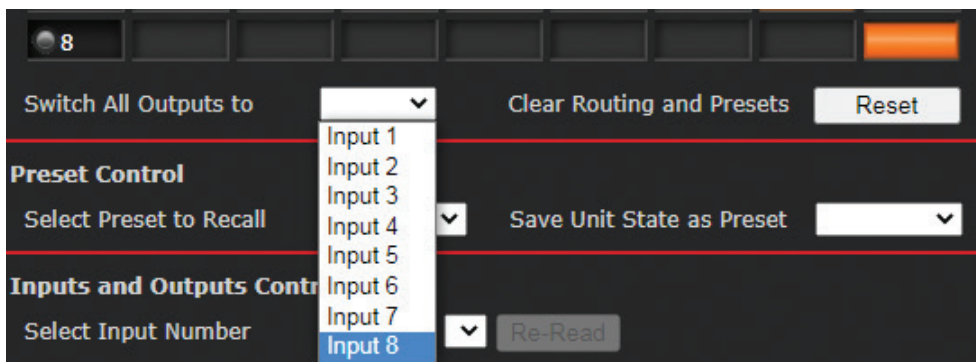 8
Switch All Outputs to
Clear Routing and Presets
Reset
Input 1
Input 2
Input 3
Input 4
Input 5
Input 6
Input 7
Input 8
Preset Control
Select Preset to Recall
Save Unit State as Preset
Inputs and Outputs Contr
Select Input Number
Re-Read